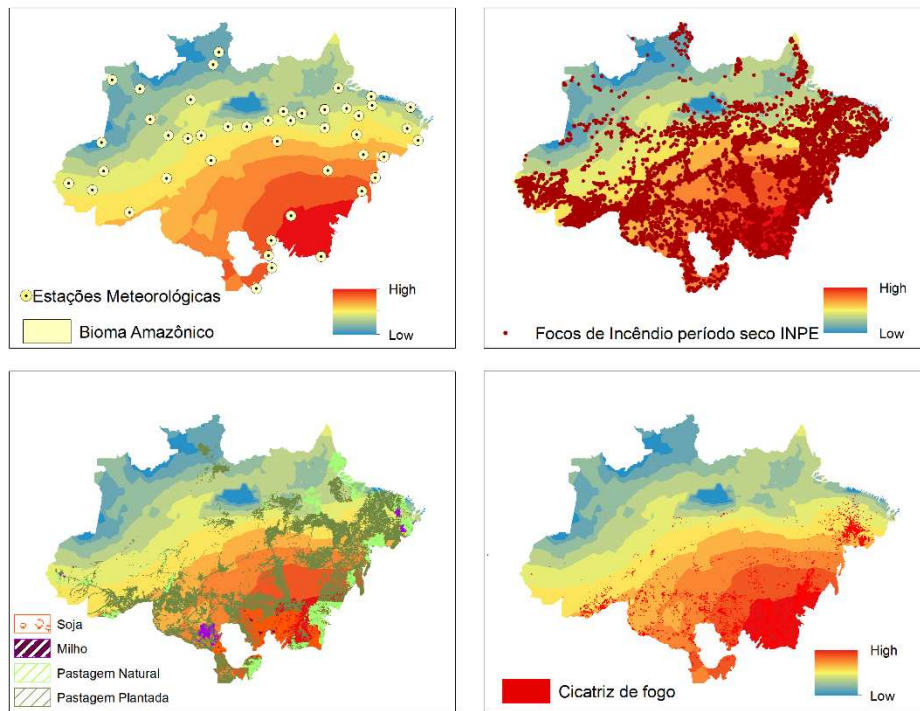 Estações Meteorológicas
High
Bioma Amazônico
Low
High
Focos de Incêndio período seco INPE
Low
Soja
Milho
Pastagem Natural
Pastagem Plantada
High
Cicatriz de fogo
Low